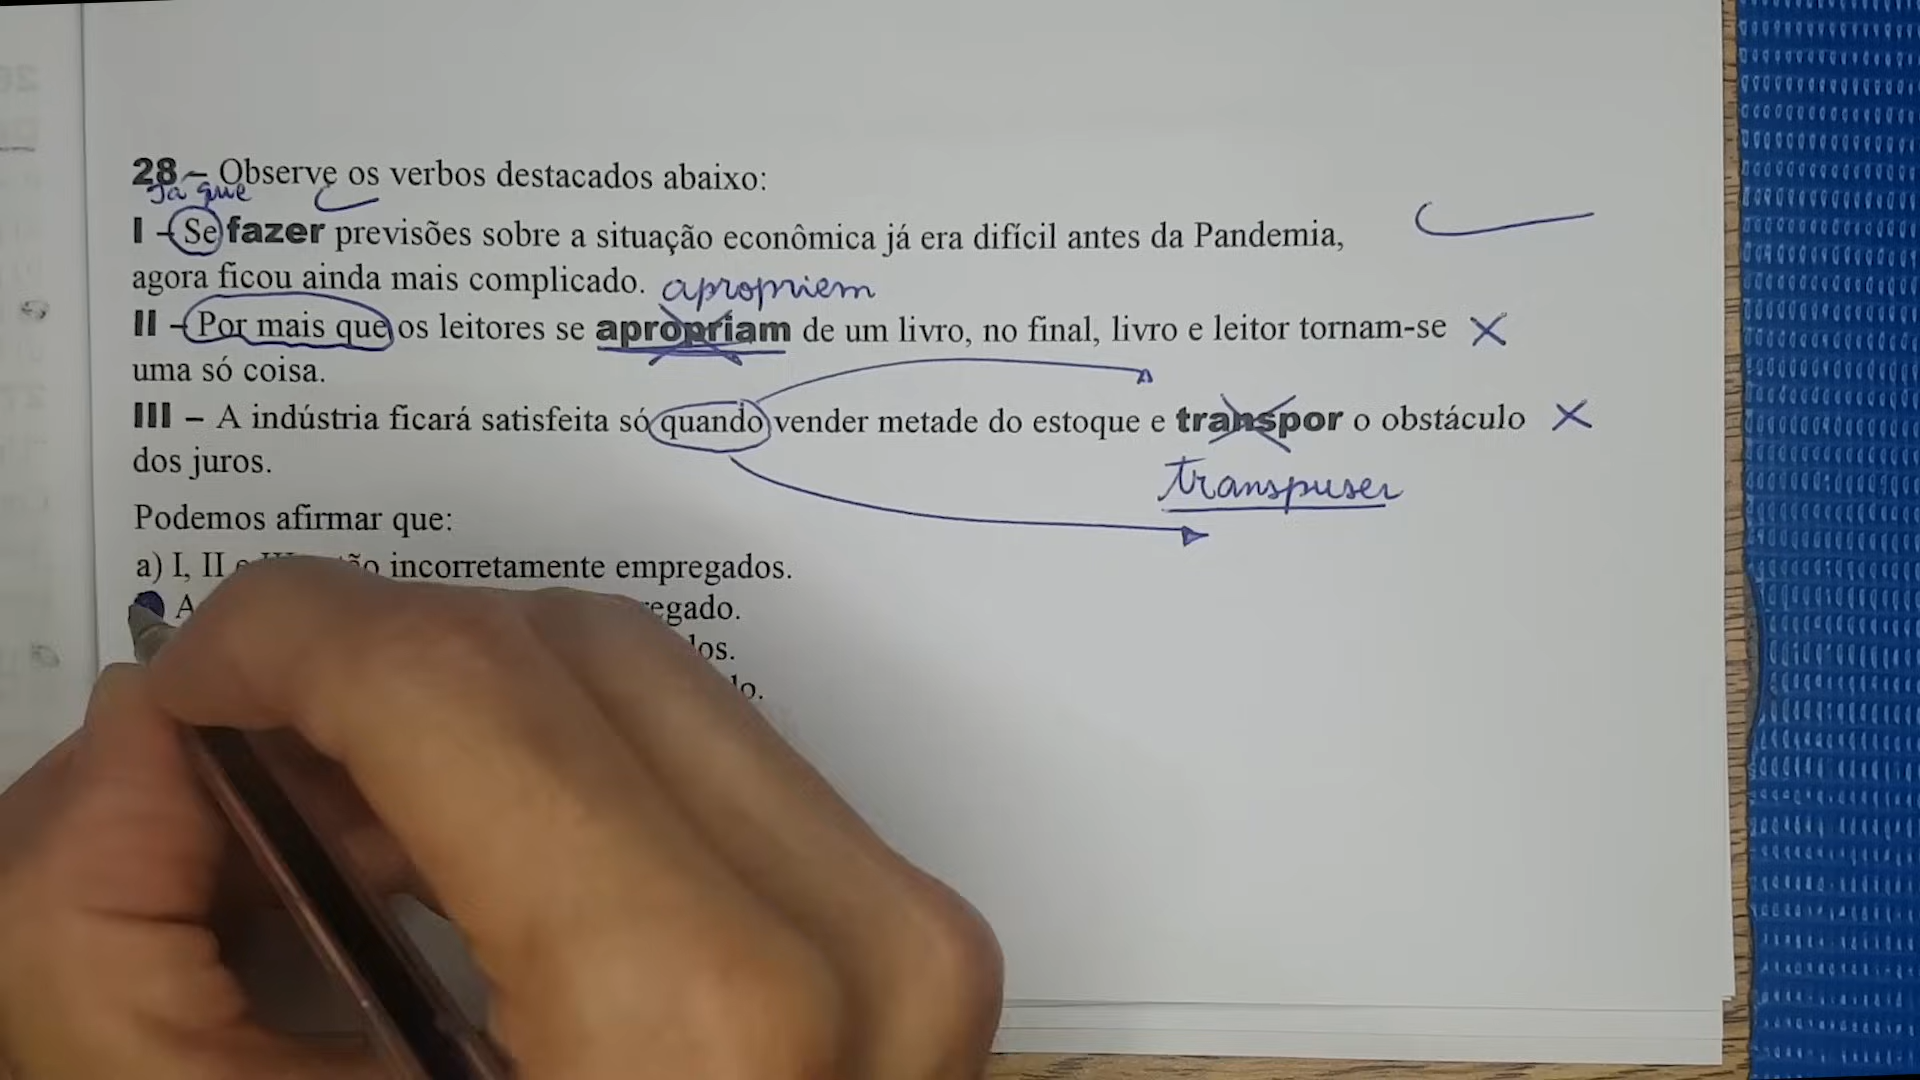 28 – Observe os verbos destacados abaixo:
Já que
I – Se fazer previsões sobre a situação econômica já era difícil antes da Pandemia,
agora ficou ainda mais complicado.
apropriem
II – Por mais que os leitores se apropriam de um livro, no final, livro e leitor tornam-se
uma só coisa.
III – A indústria ficará satisfeita só quando vender metade do estoque e transpor o obstáculo
dos juros.
transpuser
Podemos afirmar que:
a) I, II incorretamente empregados.